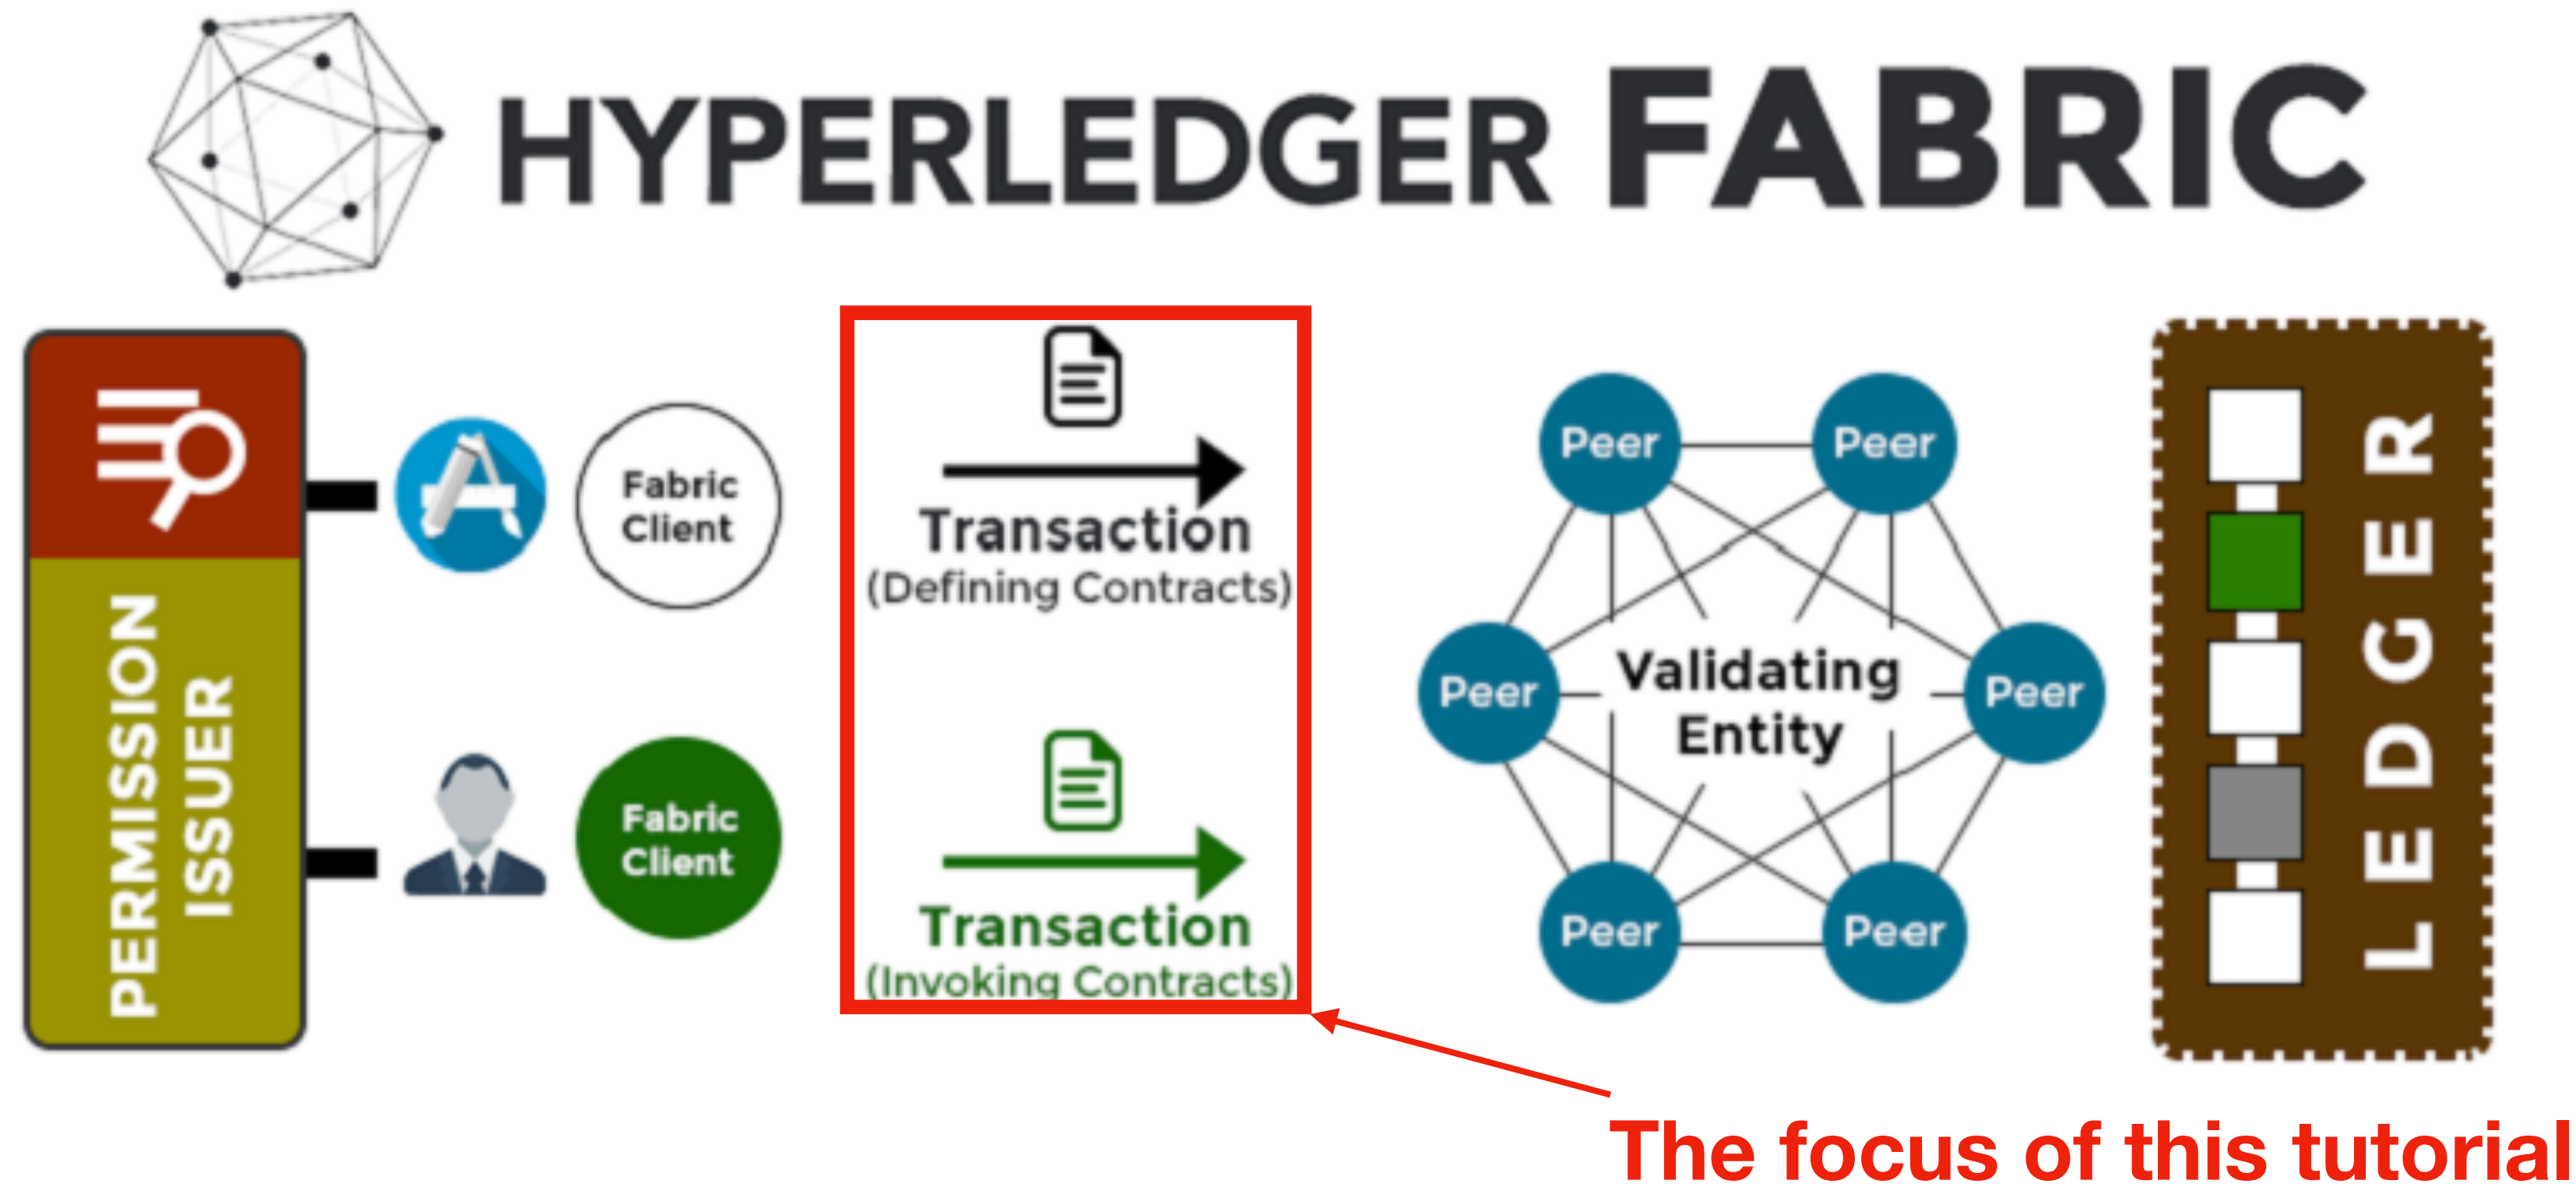 HYPERLEDGER FABRIC
PERMISSION
ISSUER
Fabric
Client
Transaction
(Defining Contracts)
Fabric
Client
Transaction
(Invoking Contracts)
Peer
Peer
Peer
Validating
Entity
Peer
Peer
Peer
LEDGER
The focus of this tutorial